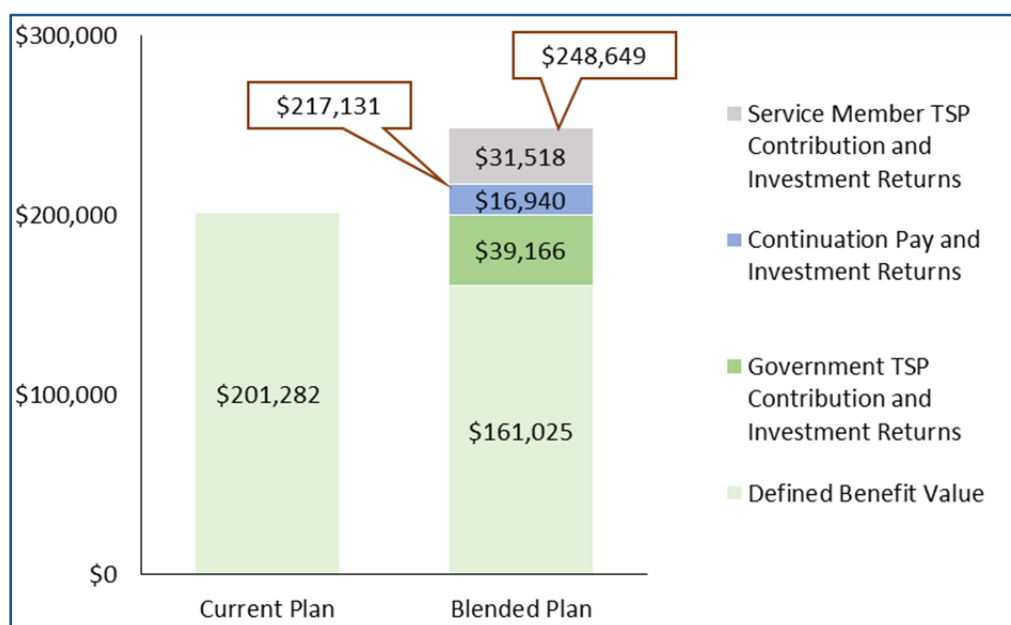 $300,000
$248,649
$217,131
Service Member TSP
Contribution and
Investment Returns
$31,518
$16,940
$200,000
Continuation Pay and
Investment Returns
$39,166
Government TSP
Contribution and
Investment Returns
$100,000
$201,282
$161,025
Defined Benefit Value
$0
Current Plan
Blended Plan